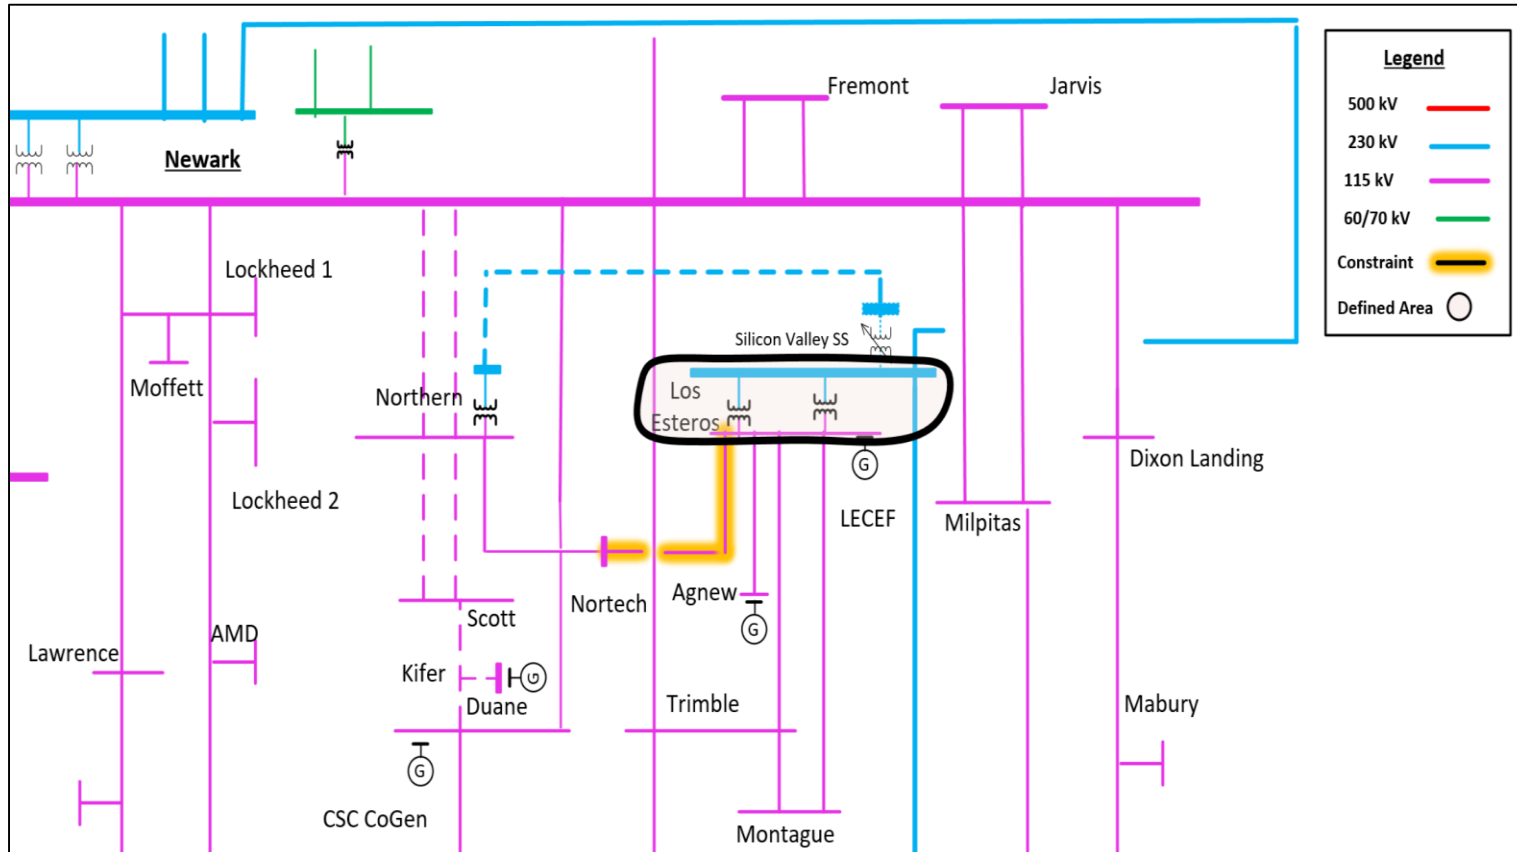 Legend
500 kV
230 kV
115 kV
60/70 kV
Constraint
Defined Area
Fremont
Jarvis
Newark
Lockheed 1
Moffett
Northern
Silicon Valley SS
Los
Esteros
G
Dixon Landing
Lockheed 2
LECEF
Milpitas
Agnew
Nortech
Scott
G
AMD
Lawrence
Kifer
G
Duane
Trimble
Mabury
G
CSC CoGen
Montague